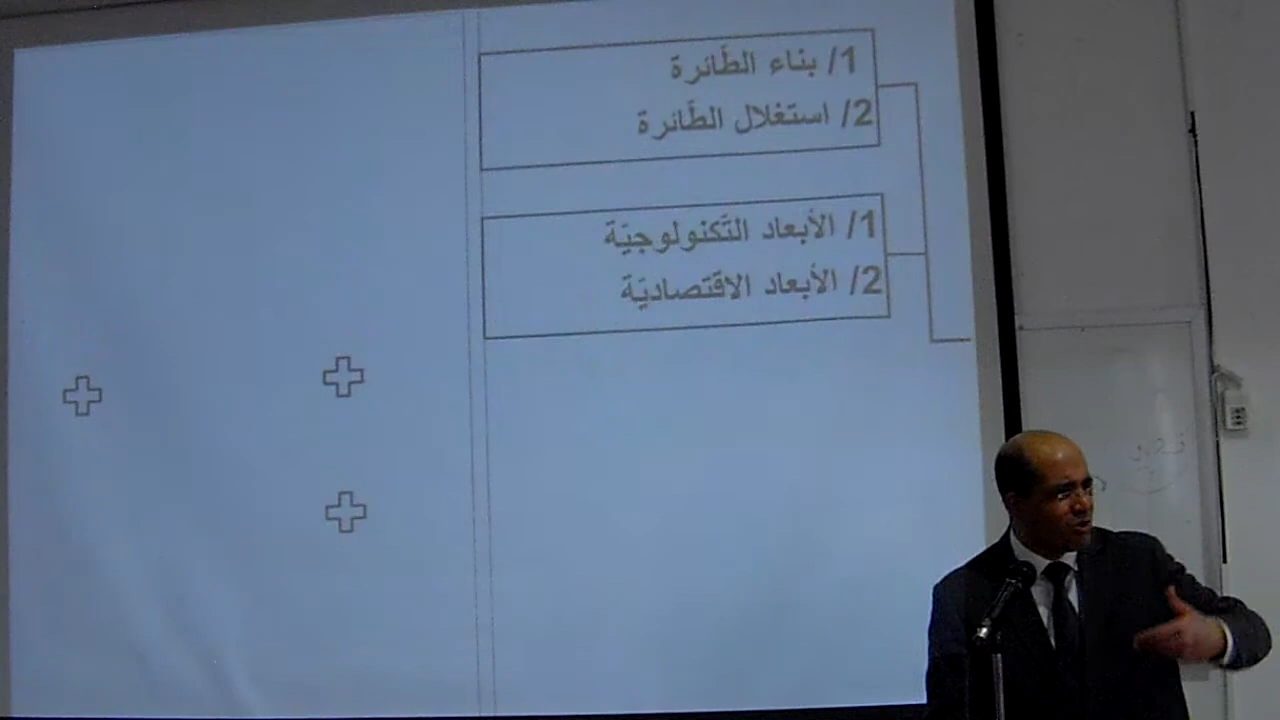 1/ بناء الطَّائرة
2/ استغلال الطَّائرة
1/ الأبعاد التَّكنولوجيَّة
2/ الأبعاد الاقتصاديَّة